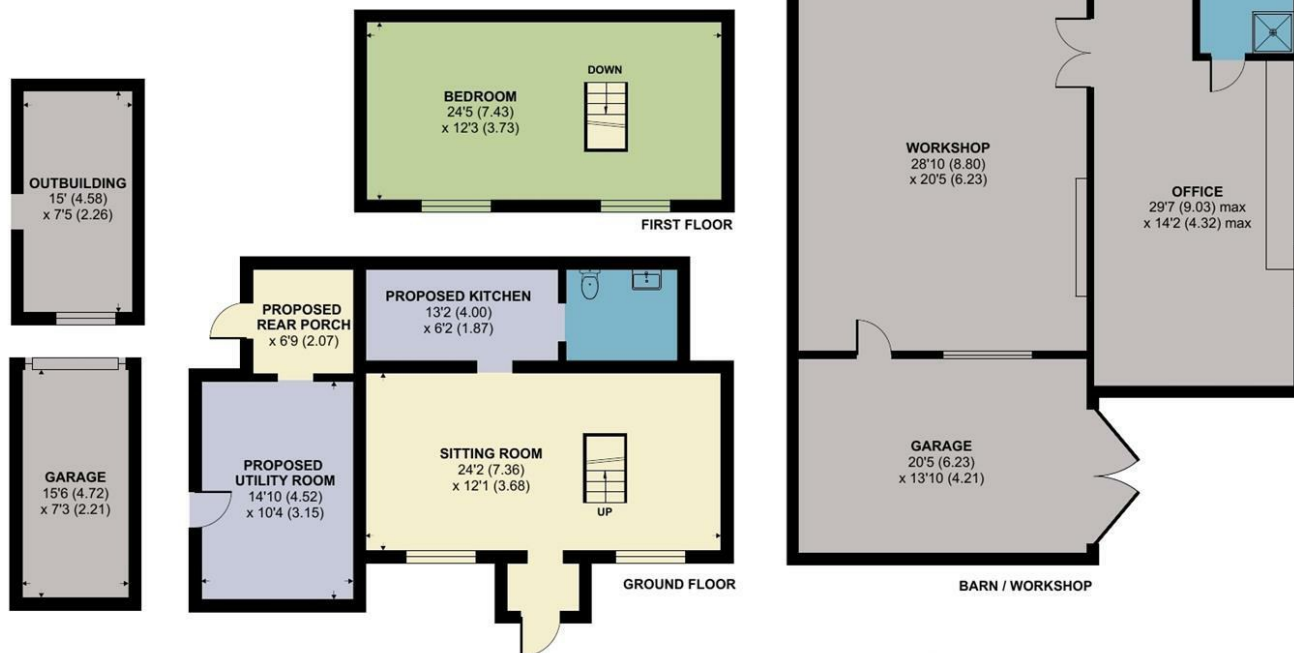 BEDROOM
24'5 (7.43)
x 12'3 (3.73)
DOWN
FIRST FLOOR
OUTBUILDING
15' (4.58)
x 7'5 (2.26)
GARAGE
15'6 (4.72)
x 7'3 (2.21)
PROPOSED
REAR PORCH
x 6'9 (2.07)
PROPOSED KITCHEN
13'2 (4.00)
x 6'2 (1.87)
PROPOSED
UTILITY ROOM
14'10 (4.52)
x 10'4 (3.15)
SITTING ROOM
24'2 (7.36)
x 12'1 (3.68)
UP
GROUND FLOOR
WORKSHOP
28'10 (8.80)
x 20'5 (6.23)
OFFICE
29'7 (9.03) max
x 14'2 (4.32) max
GARAGE
20'5 (6.23)
x 13'10 (4.21)
BARN / WORKSHOP